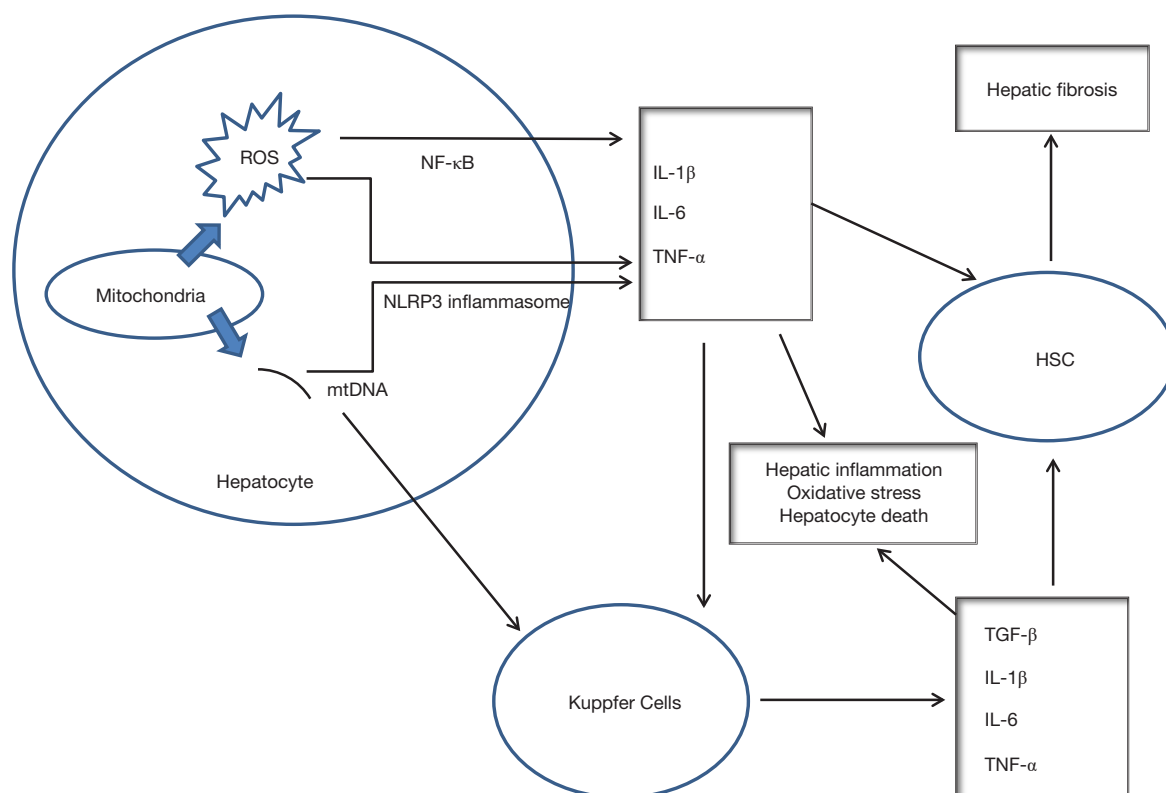 Hepatic fibrosis
ROS
NF-κB
IL-1β
IL-6
TNF-α
Mitochondria
NLRP3 inflammasome
mtDNA
HSC
Hepatocyte
Hepatic inflammation
Oxidative stress
Hepatocyte death
Kuppfer Cells
TGF-β
IL-1β
IL-6
TNF-α